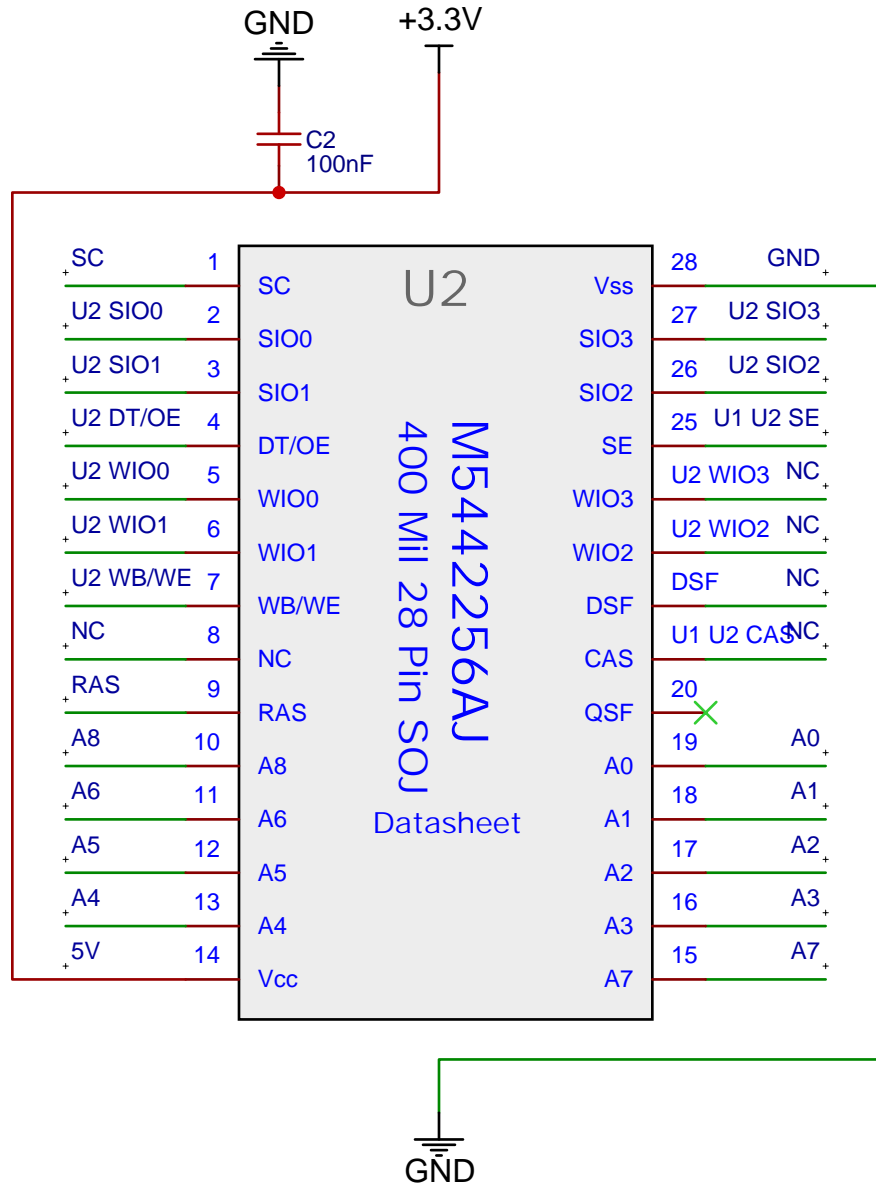 GND
+3.3V
C2
100nF
SC 1 SC
U2 SIO0 2 SIO0
U2 SIO1 3 SIO1
U2 DT/OE 4 DT/OE
U2 WIO0 5 WIO0
U2 WIO1 6 WIO1
U2 WB/WE 7 WB/WE
NC 8 NC
RAS 9 RAS
A8 10 A8
A6 11 A6
A5 12 A5
A4 13 A4
5V 14 Vcc
U2
M5442256AJ
400 Mil 28 Pin SOJ
Datasheet
Vss 28 GND
SIO3 27 U2 SIO3
SIO2 26 U2 SIO2
SE 25 U1 U2 SE
WIO3 U2 WIO3 NC
WIO2 U2 WIO2 NC
DSF DSF NC
CAS U1 U2 CAS NC
QSF 20
A0 19 A0
A1 18 A1
A2 17 A2
A3 16 A3
A7 15 A7
GND